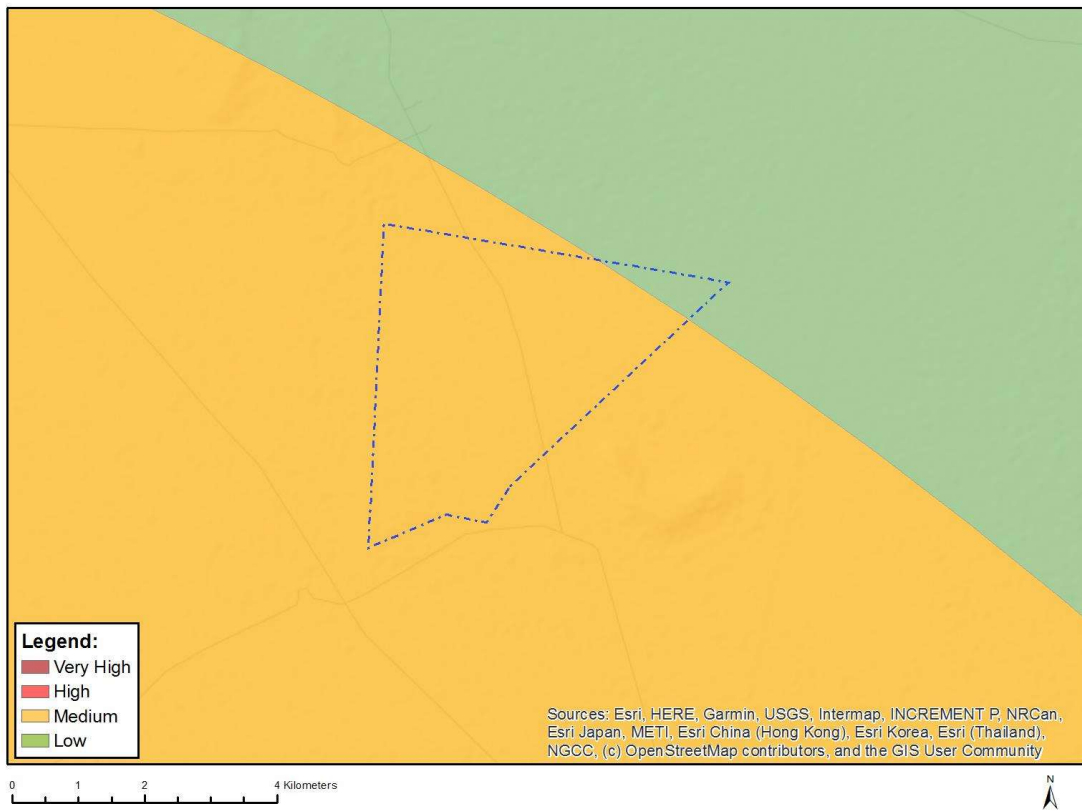 Legend:
Very High
High
Medium
Low
Sources: Esri, HERE, Garmin, USGS, Intermap, INCREMENT P, NRCan,
Esri Japan, METI, Esri China (Hong Kong), Esri Korea, Esri (Thailand),
NGCC, (c) OpenStreetMap contributors, and the GIS User Community
0 1 2 4 Kilometers
N